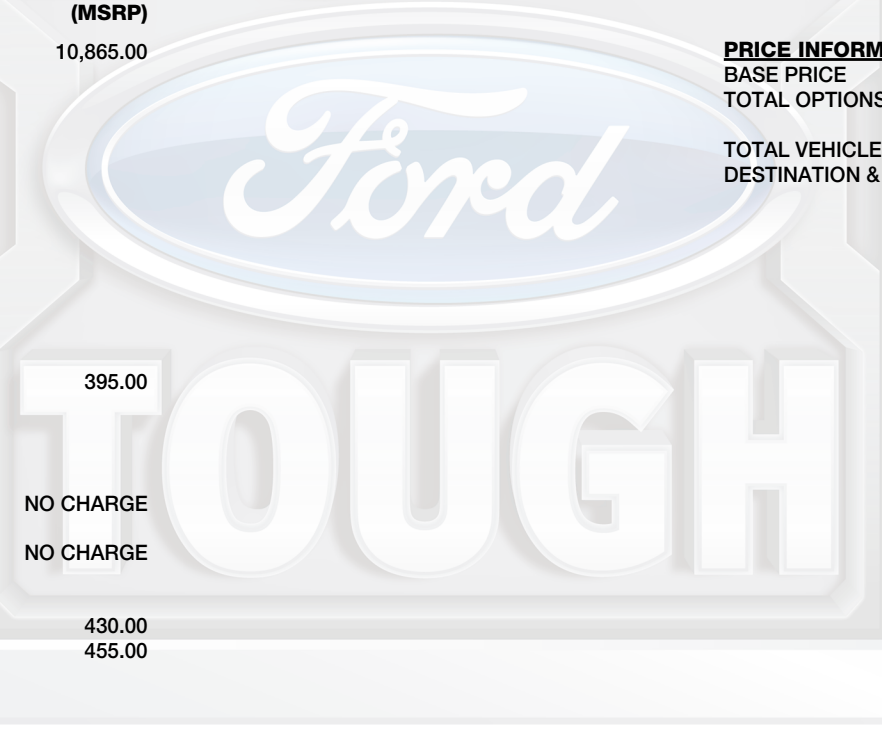 (MSRP)
10,865.00
PRICE INFORM
BASE PRICE
TOTAL OPTIONS
TOTAL VEHICLE
DESTINATION &
Ford
TOUGH
395.00
NO CHARGE
NO CHARGE
430.00
455.00